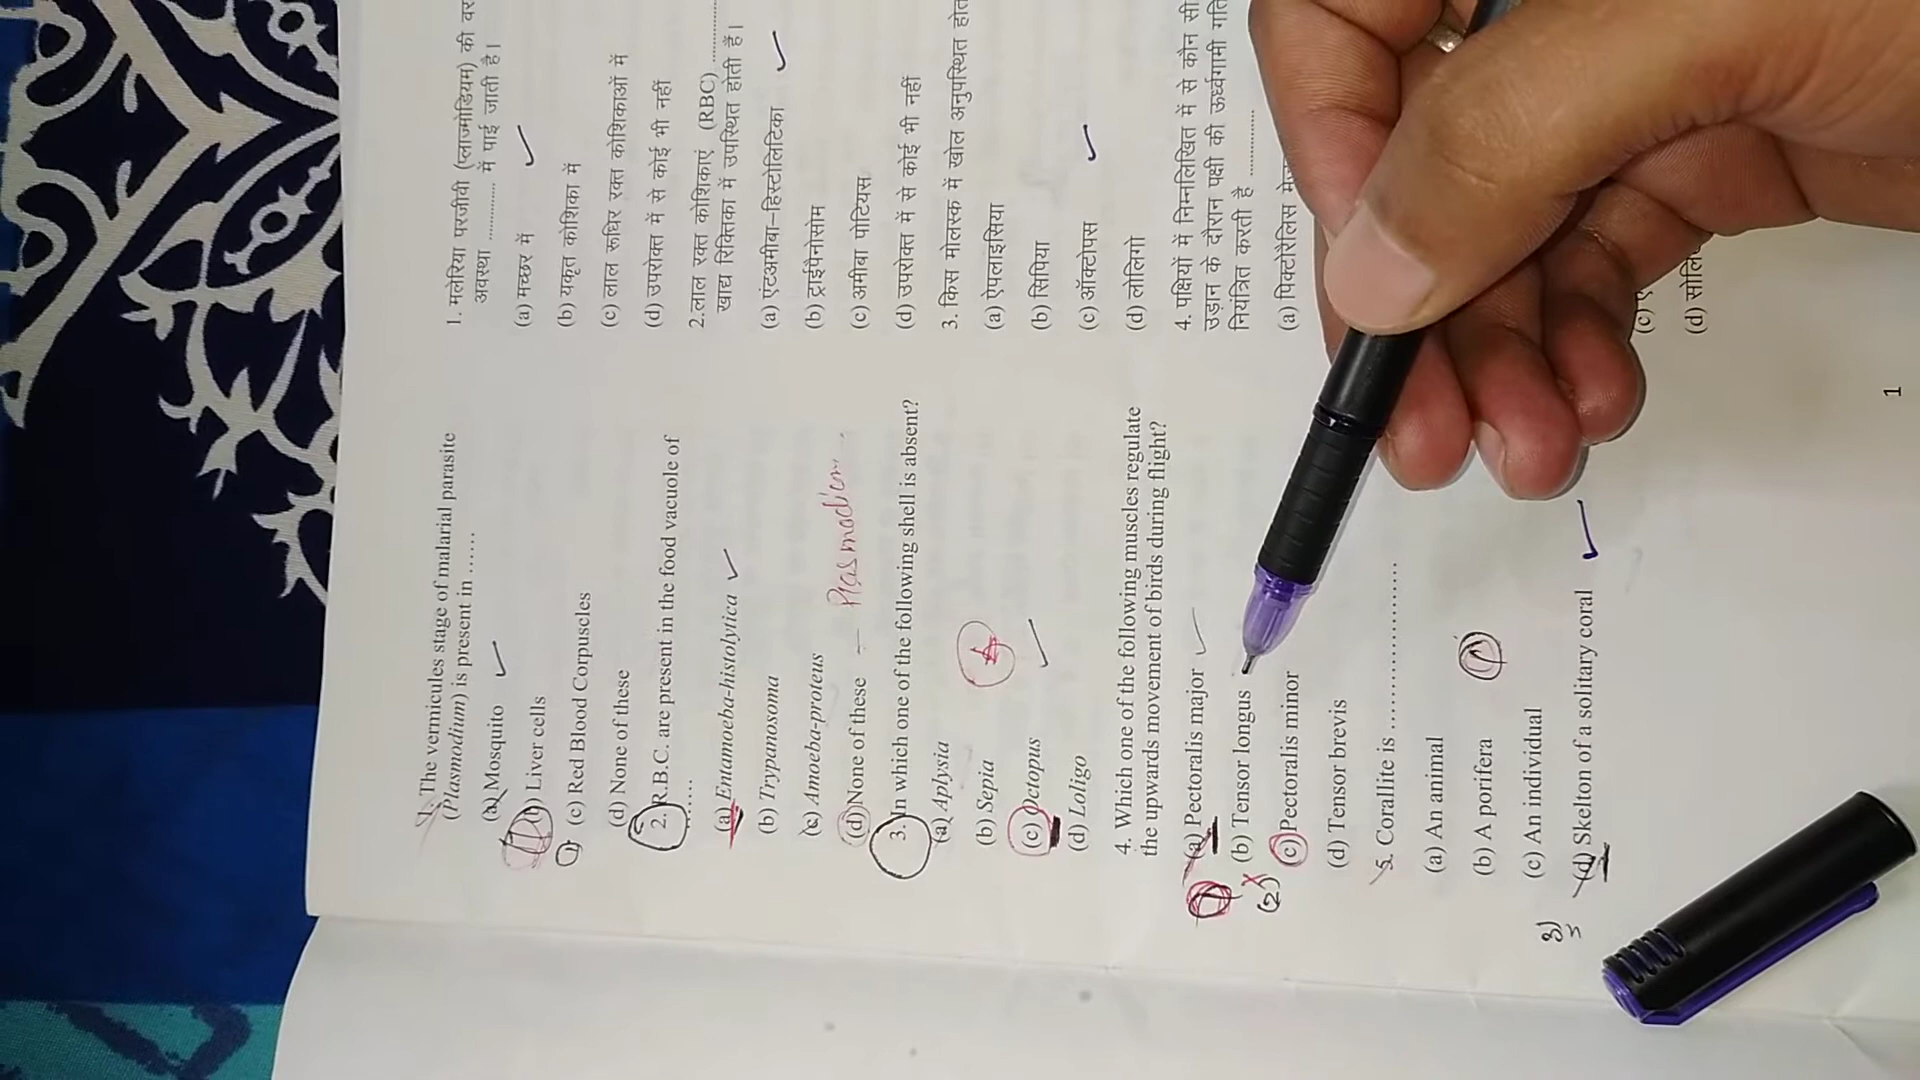 1. The vermicules stage of malarial parasite
(Plasmodium) is present in ......
(a) Mosquito
(b) Liver cells
(c) Red Blood Corpuscles
(d) None of these
2. R.B.C. are present in the food vacuole of
......
(a) Entamoeba-histolytica
(b) Trypanosoma
(c) Amoeba-proteus
(d) None of these - Plasmodium
3. In which one of the following shell is absent?
(a) Aplysia
(b) Sepia
(c) Octopus
(d) Loligo
4. Which one of the following muscles regulate
the upwards movement of birds during flight?
(a) Pectoralis major
(b) Tensor longus
(2)
(c) Pectoralis minor
(d) Tensor brevis
5. Corallite is ........................
(a) An animal
(b) A porifera
(c) An individual
3)
(d) Skelton of a solitary coral
1. मलेरिया परजीवी (प्लाज्मोडियम) की
अवस्था ............ में पाई जाती है।
(a) मच्छर में
(b) यकृत कोशिका में
(c) लाल रूधिर रक्त कोशिकाओं में
(d) उपरोक्त में से कोई भी नहीं
2.लाल रक्त कोशिकाएं (RBC) ............
खाद्य रिक्तिका में उपस्थित होती हैं।
(a) एंटअमीबा–हिस्टोलिटिका
(b) ट्राईपैनोसोम
(c) अमीबा पोटियस
(d) उपरोक्त में से कोई भी नहीं
3. किस मोलस्क में खोल अनुपस्थित
(a) ऐपलाइसिया
(b) सिपिया
(c) ऑक्टोपस
(d) लोलिगो
4. पक्षियों में निम्नलिखित में से कौन सी
उड़ान के दौरान पक्षी की ऊर्ध्वगामी
नियंत्रित करती है ............
(a) पिक्टोरेलिस
(c)
(d)
1